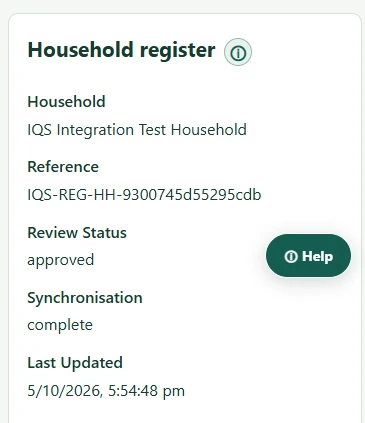 Household register
Household
IQS Integration Test Household
Reference
IQS-REG-HH-9300745d55295cdb
Review Status
approved
Help
Synchronisation
complete
Last Updated
5/10/2026, 5:54:48 pm